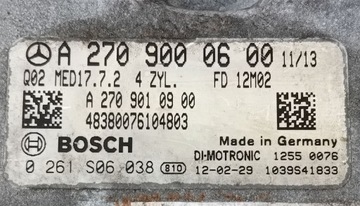 A 270 900 06 00 11/13
Q02 MED17.7.2 4 ZYL. FD 12M02
A 270 901 09 00
48380076104803
BOSCH
Made in Germany
DI-MOTRONIC 1255 0076
0 261 S06 038 810 12-02-29 1039S41833